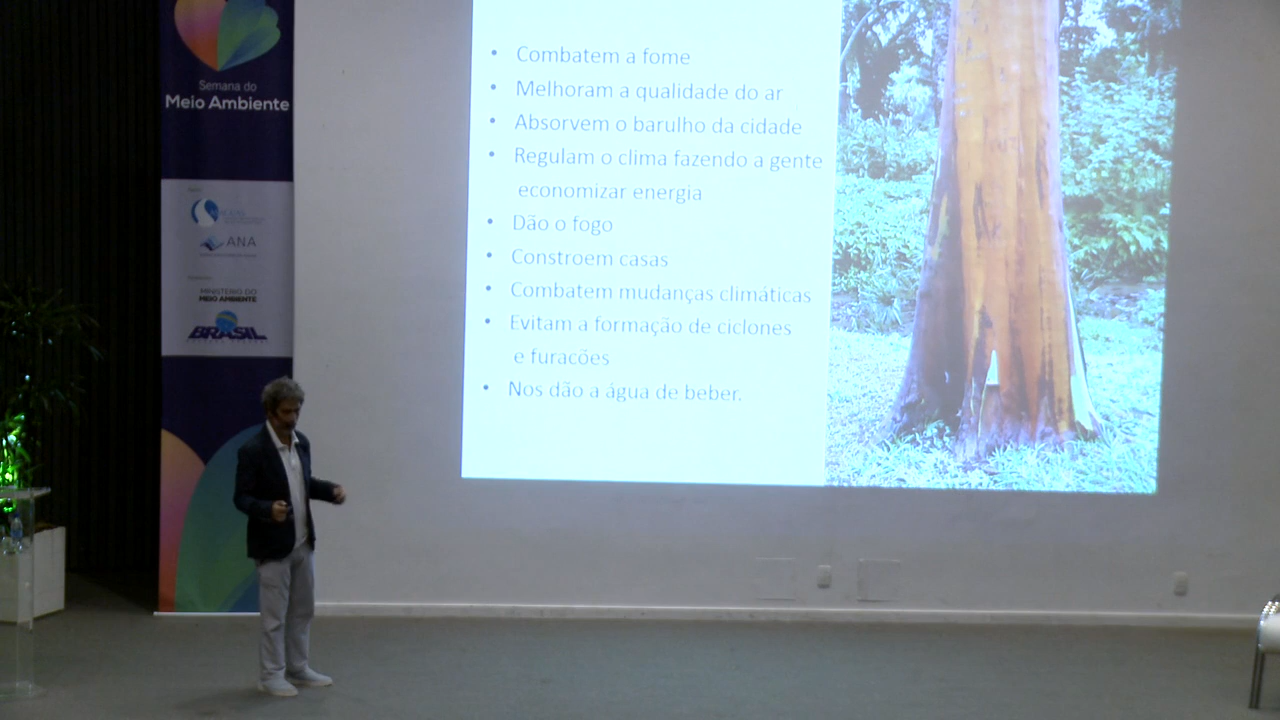 Semana do
Meio Ambiente
ANA
MINISTÉRIO DO
MEIO AMBIENTE
BRASIL
• Combatem a fome
• Melhoram a qualidade do ar
• Absorvem o barulho da cidade
• Regulam o clima fazendo a gente
economizar energia
• Dão o fogo
• Constroem casas
• Combatem mudanças climáticas
• Evitam a formação de ciclones
e furacões
• Nos dão a água de beber.